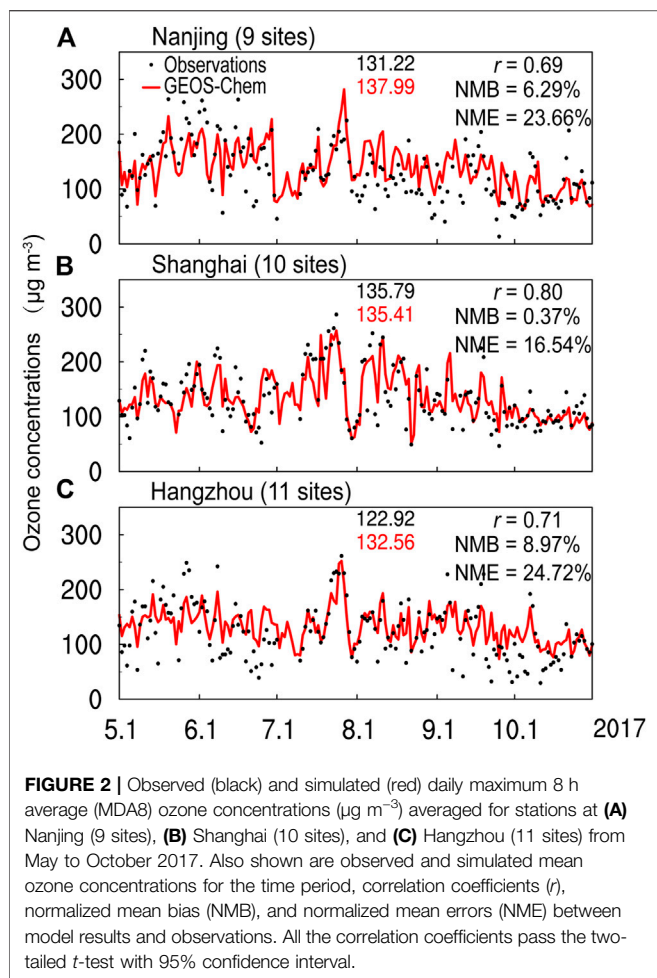 A
Nanjing (9 sites)
Observations
GEOS-Chem
131.22
137.99
r = 0.69
NMB = 6.29%
NME = 23.66%
300
200
100
0
B
Shanghai (10 sites)
135.79
135.41
r = 0.80
NMB = 0.37%
NME = 16.54%
300
200
100
0
C
Hangzhou (11 sites)
122.92
132.56
r = 0.71
NMB = 8.97%
NME = 24.72%
300
200
100
0
Ozone concentrations (µg m⁻³)
5.1 6.1 7.1 8.1 9.1 10.1 2017
FIGURE 2 | Observed (black) and simulated (red) daily maximum 8 h
average (MDA8) ozone concentrations (µg m⁻³) averaged for stations at (A)
Nanjing (9 sites), (B) Shanghai (10 sites), and (C) Hangzhou (11 sites) from
May to October 2017. Also shown are observed and simulated mean
ozone concentrations for the time period, correlation coefficients (r),
normalized mean bias (NMB), and normalized mean errors (NME) between
model results and observations. All the correlation coefficients pass the two-
tailed t-test with 95% confidence interval.